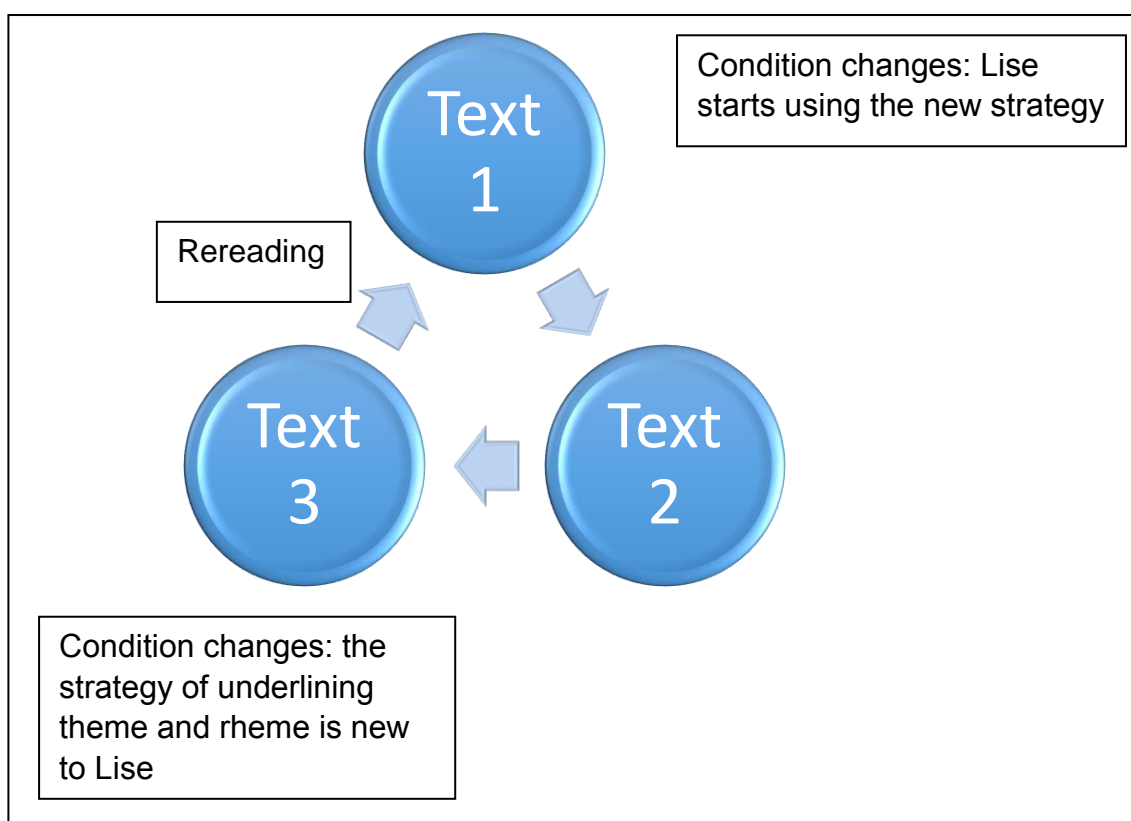 Text
1
Condition changes: Lise
starts using the new strategy
Rereading
Text
3
Text
2
Condition changes: the
strategy of underlining
theme and rheme is new
to Lise